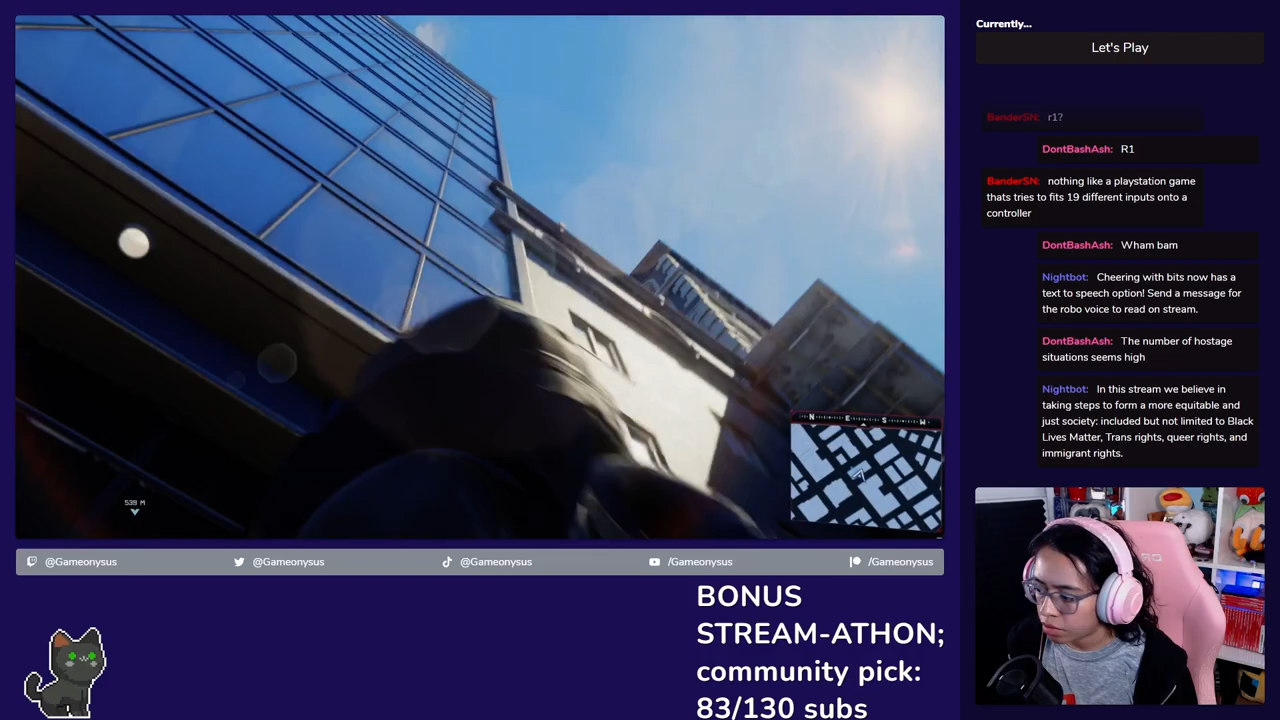 Currently...
Let's Play
BanderSN: r1?
DontBashAsh: R1
BanderSN: nothing like a playstation game
thats tries to fits 19 different inputs onto a
controller
DontBashAsh: Wham bam
Nightbot: Cheering with bits now has a
text to speech option! Send a message for
the robo voice to read on stream.
DontBashAsh: The number of hostage
situations seems high
Nightbot: In this stream we believe in
taking steps to form a more equitable and
just society: included but not limited to Black
Lives Matter, Trans rights, queer rights, and
immigrant rights.
N E S W
539 M
@Gameonysus @Gameonysus @Gameonysus /Gameonysus /Gameonysus
BONUS
STREAM-ATHON;
community pick:
83/130 subs